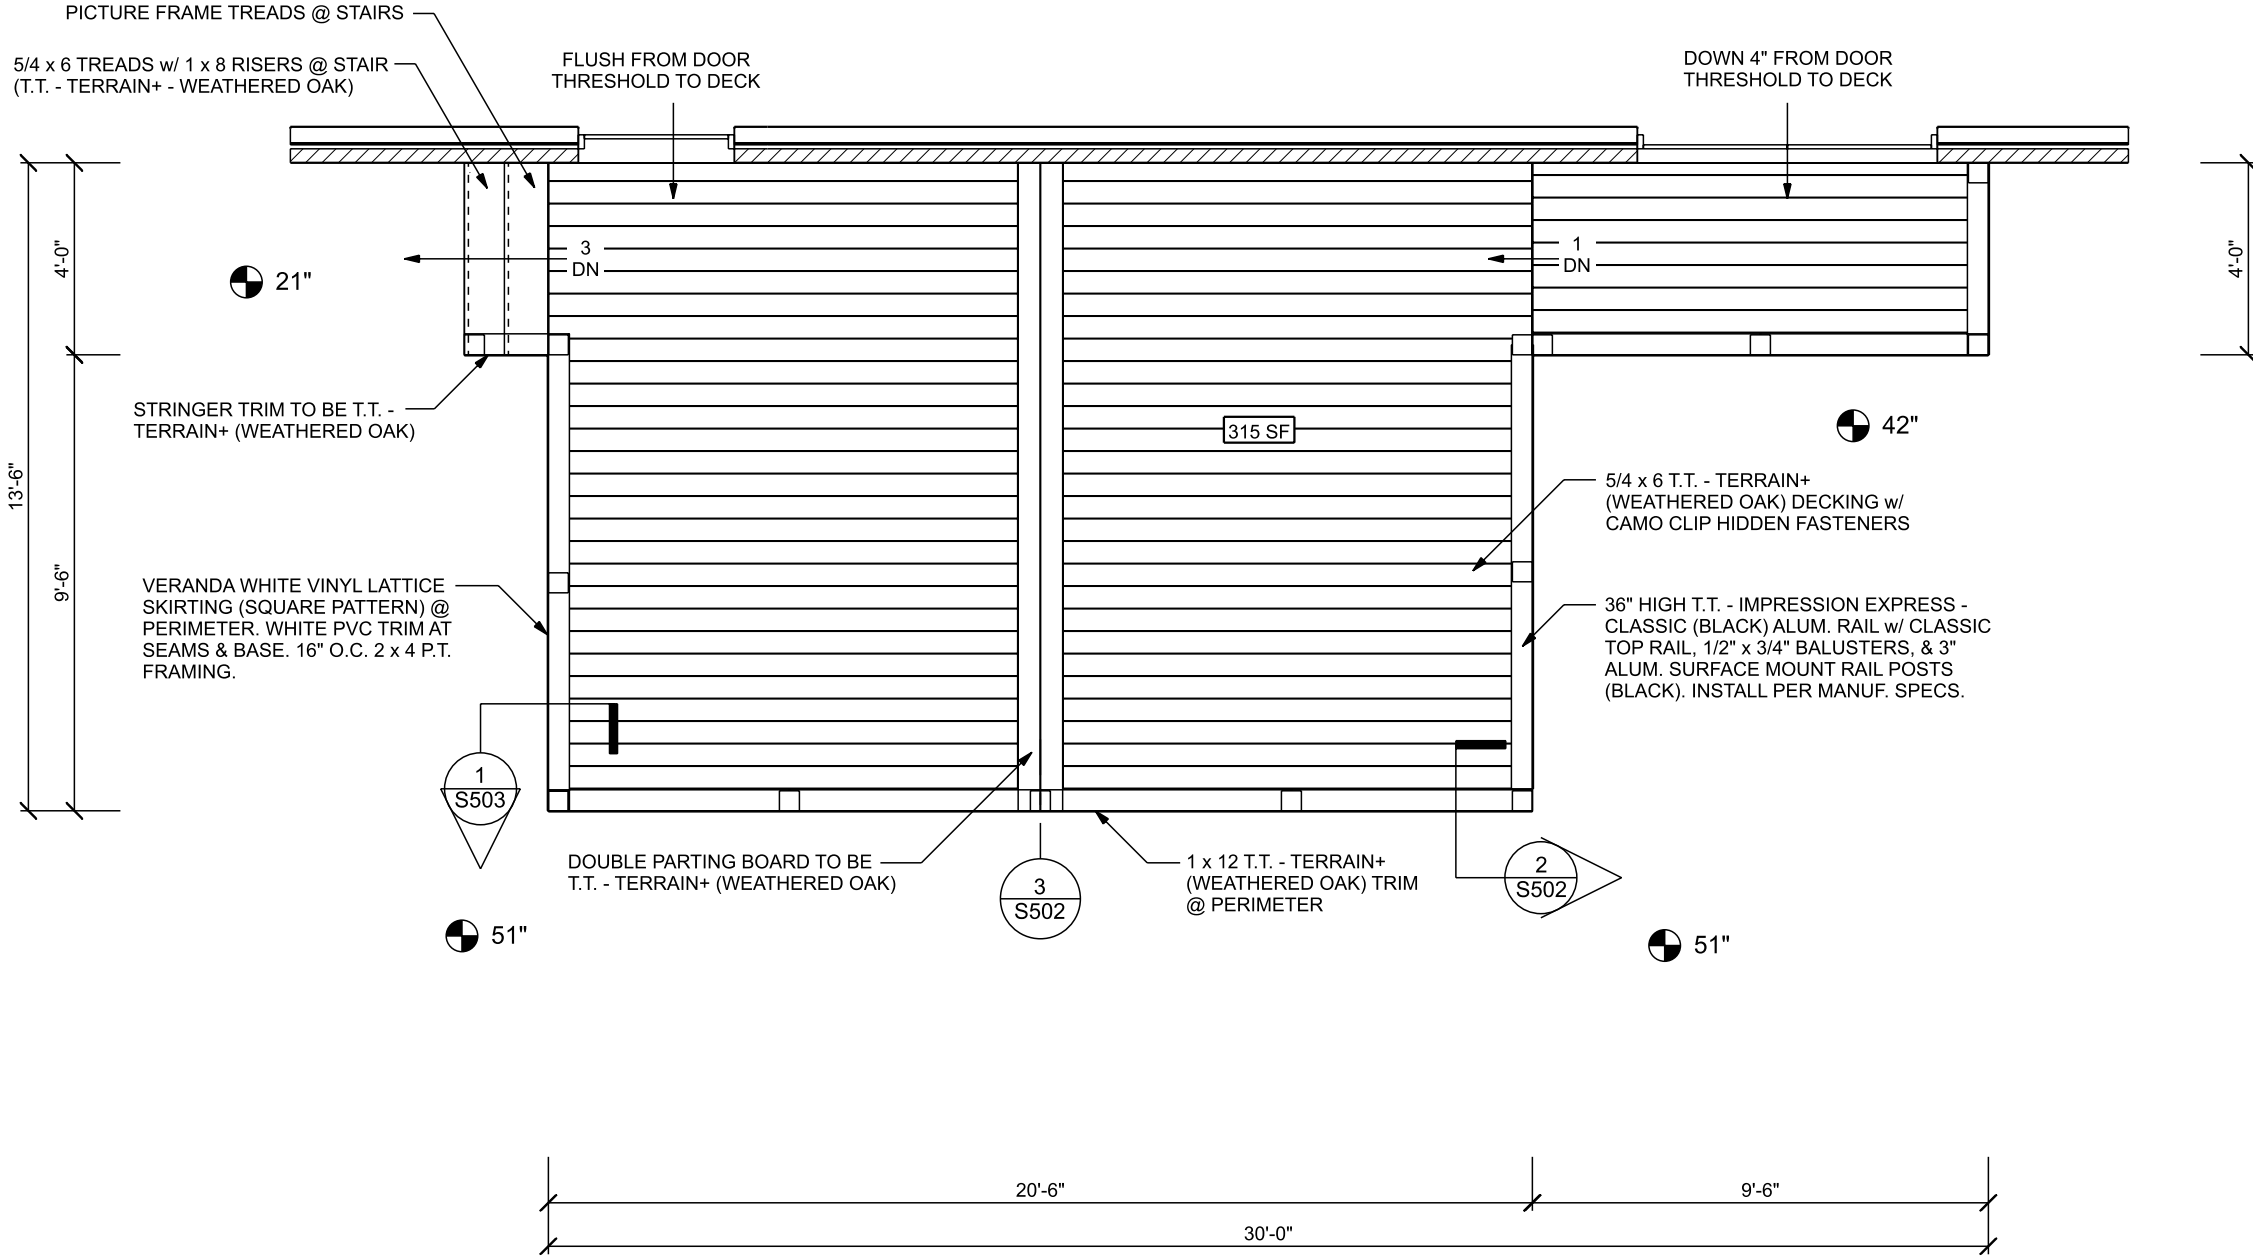 PICTURE FRAME TREADS @ STAIRS
5/4 x 6 TREADS w/ 1 x 8 RISERS @ STAIR
(T.T. - TERRAIN+ - WEATHERED OAK)
FLUSH FROM DOOR
THRESHOLD TO DECK
DOWN 4" FROM DOOR
THRESHOLD TO DECK
4'-0"
21"
3
DN
1
DN
4'-0"
STRINGER TRIM TO BE T.T. -
TERRAIN+ (WEATHERED OAK)
315 SF
42"
13'-6"
9'-6"
5/4 x 6 T.T. - TERRAIN+
(WEATHERED OAK) DECKING w/
CAMO CLIP HIDDEN FASTENERS
VERANDA WHITE VINYL LATTICE
SKIRTING (SQUARE PATTERN) @
PERIMETER. WHITE PVC TRIM AT
SEAMS & BASE. 16" O.C. 2 x 4 P.T.
FRAMING.
36" HIGH T.T. - IMPRESSION EXPRESS -
CLASSIC (BLACK) ALUM. RAIL w/ CLASSIC
TOP RAIL, 1/2" x 3/4" BALUSTERS, & 3"
ALUM. SURFACE MOUNT RAIL POSTS
(BLACK). INSTALL PER MANUF. SPECS.
1
S503
DOUBLE PARTING BOARD TO BE
T.T. - TERRAIN+ (WEATHERED OAK)
3
S502
1 x 12 T.T. - TERRAIN+
(WEATHERED OAK) TRIM
@ PERIMETER
2
S502
51"
51"
20'-6"
9'-6"
30'-0"